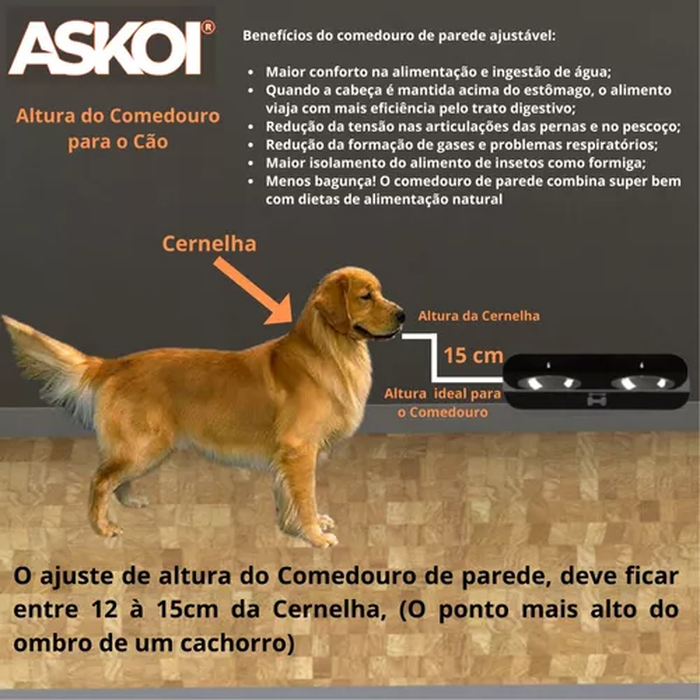 ASKOI®
Altura do Comedouro
para o Cão
Benefícios do comedouro de parede ajustável:
• Maior conforto na alimentação e ingestão de água;
• Quando a cabeça é mantida acima do estômago, o alimento
viaja com mais eficiência pelo trato digestivo;
• Redução da tensão nas articulações das pernas e no pescoço;
• Redução da formação de gases e problemas respiratórios;
• Maior isolamento do alimento de insetos como formiga;
• Menos bagunça! O comedouro de parede combina super bem
com dietas de alimentação natural
Cernelha
Altura da Cernelha
15 cm
Altura ideal para
o Comedouro
O ajuste de altura do Comedouro de parede, deve ficar
entre 12 à 15cm da Cernelha, (O ponto mais alto do
ombro de um cachorro)